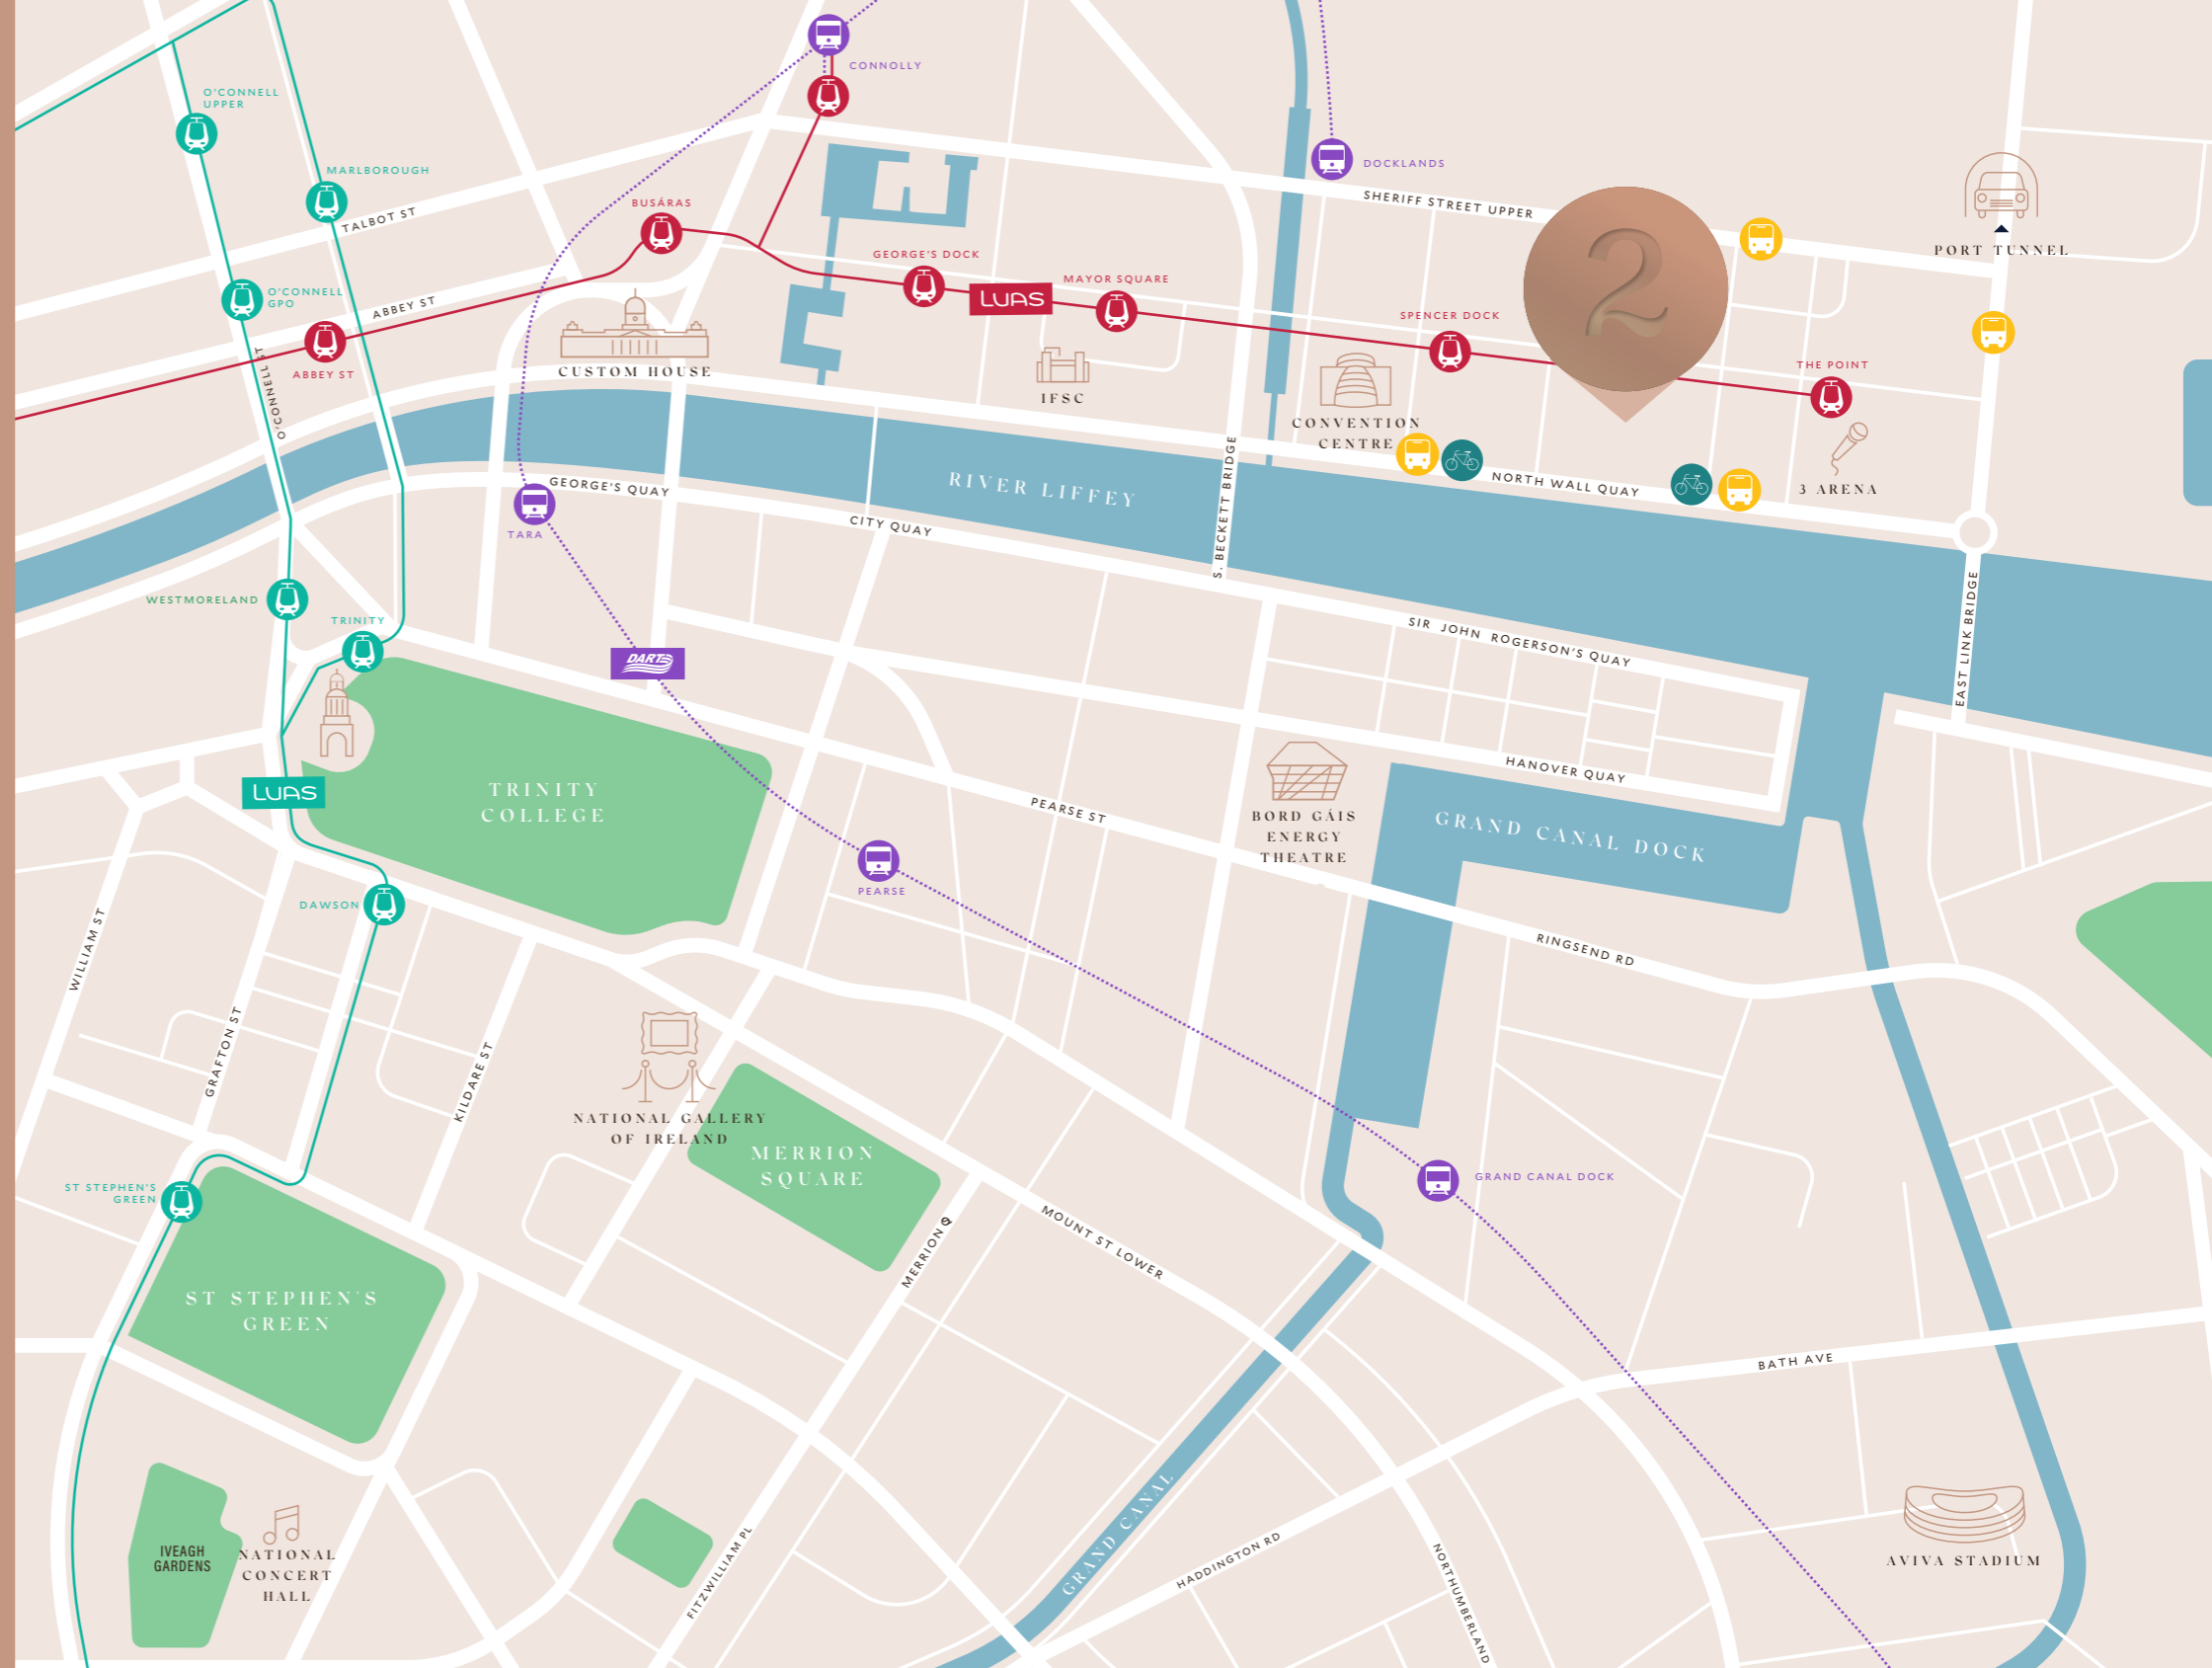 CONNOLLY
O'CONNELL
UPPER
DOCKLANDS
MARLBOROUGH
TALBOT ST
BUSÁRAS
SHERIFF STREET UPPER
2
PORT TUNNEL
GEORGE'S DOCK
MAYOR SQUARE
LUAS
O'CONNELL
GPO
ABBEY ST
SPENCER DOCK
CUSTOM HOUSE
ABBEY ST
O'CONNELL ST
IFSC
THE POINT
CONVENTION
CENTRE
S. BECKETT BRIDGE
RIVER LIFFEY
GEORGE'S QUAY
NORTH WALL QUAY
3 ARENA
CITY QUAY
TARA
WESTMORELAND
TRINITY
SIR JOHN ROGERSON'S QUAY
EAST LINK BRIDGE
DART
HANOVER QUAY
LUAS
TRINITY
COLLEGE
PEARSE ST
BORD GÁIS
ENERGY
THEATRE
GRAND CANAL DOCK
PEARSE
DAWSON
WILLIAM ST
RINGSEND RD
GRAFTON ST
KILDARE ST
NATIONAL GALLERY
OF IRELAND
MERRION
SQUARE
GRAND CANAL DOCK
ST STEPHEN'S
GREEN
MERRION Q
MOUNT ST LOWER
ST STEPHEN'S
GREEN
BATH AVE
GRAND CANAL
HADDINGTON RD
NORTHUMBERLAND
FITZWILLIAM PL
IVEAGH
GARDENS
NATIONAL
CONCERT
HALL
AVIVA STADIUM